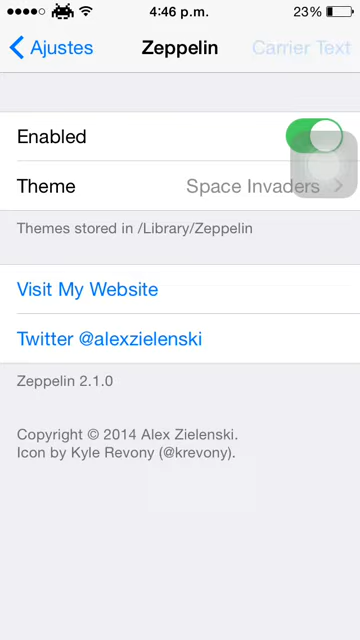 4:46 p.m.
23%
Ajustes
Zeppelin
Carrier Text
Enabled
Theme
Space Invaders
Themes stored in /Library/Zeppelin
Visit My Website
Twitter @alexzielenski
Zeppelin 2.1.0
Copyright © 2014 Alex Zielenski.
Icon by Kyle Revony (@krevony).